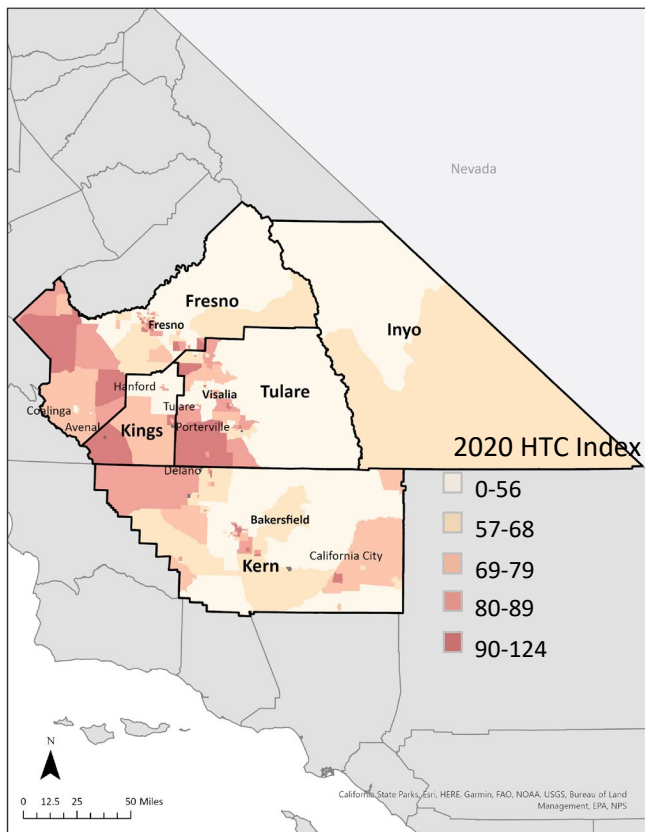 Nevada
Fresno
Fresno
Inyo
Hanford
Visalia
Tulare
Tulare
Coalinga
Avenal
Kings
Porterville
Delano
2020 HTC Index
0-56
57-68
69-79
80-89
90-124
Bakersfield
California City
Kern
N
0 12.5 25 50 Miles
California State Parks, Esri, HERE, Garmin, FAO, NOAA, USGS, Bureau of Land
Management, EPA, NPS